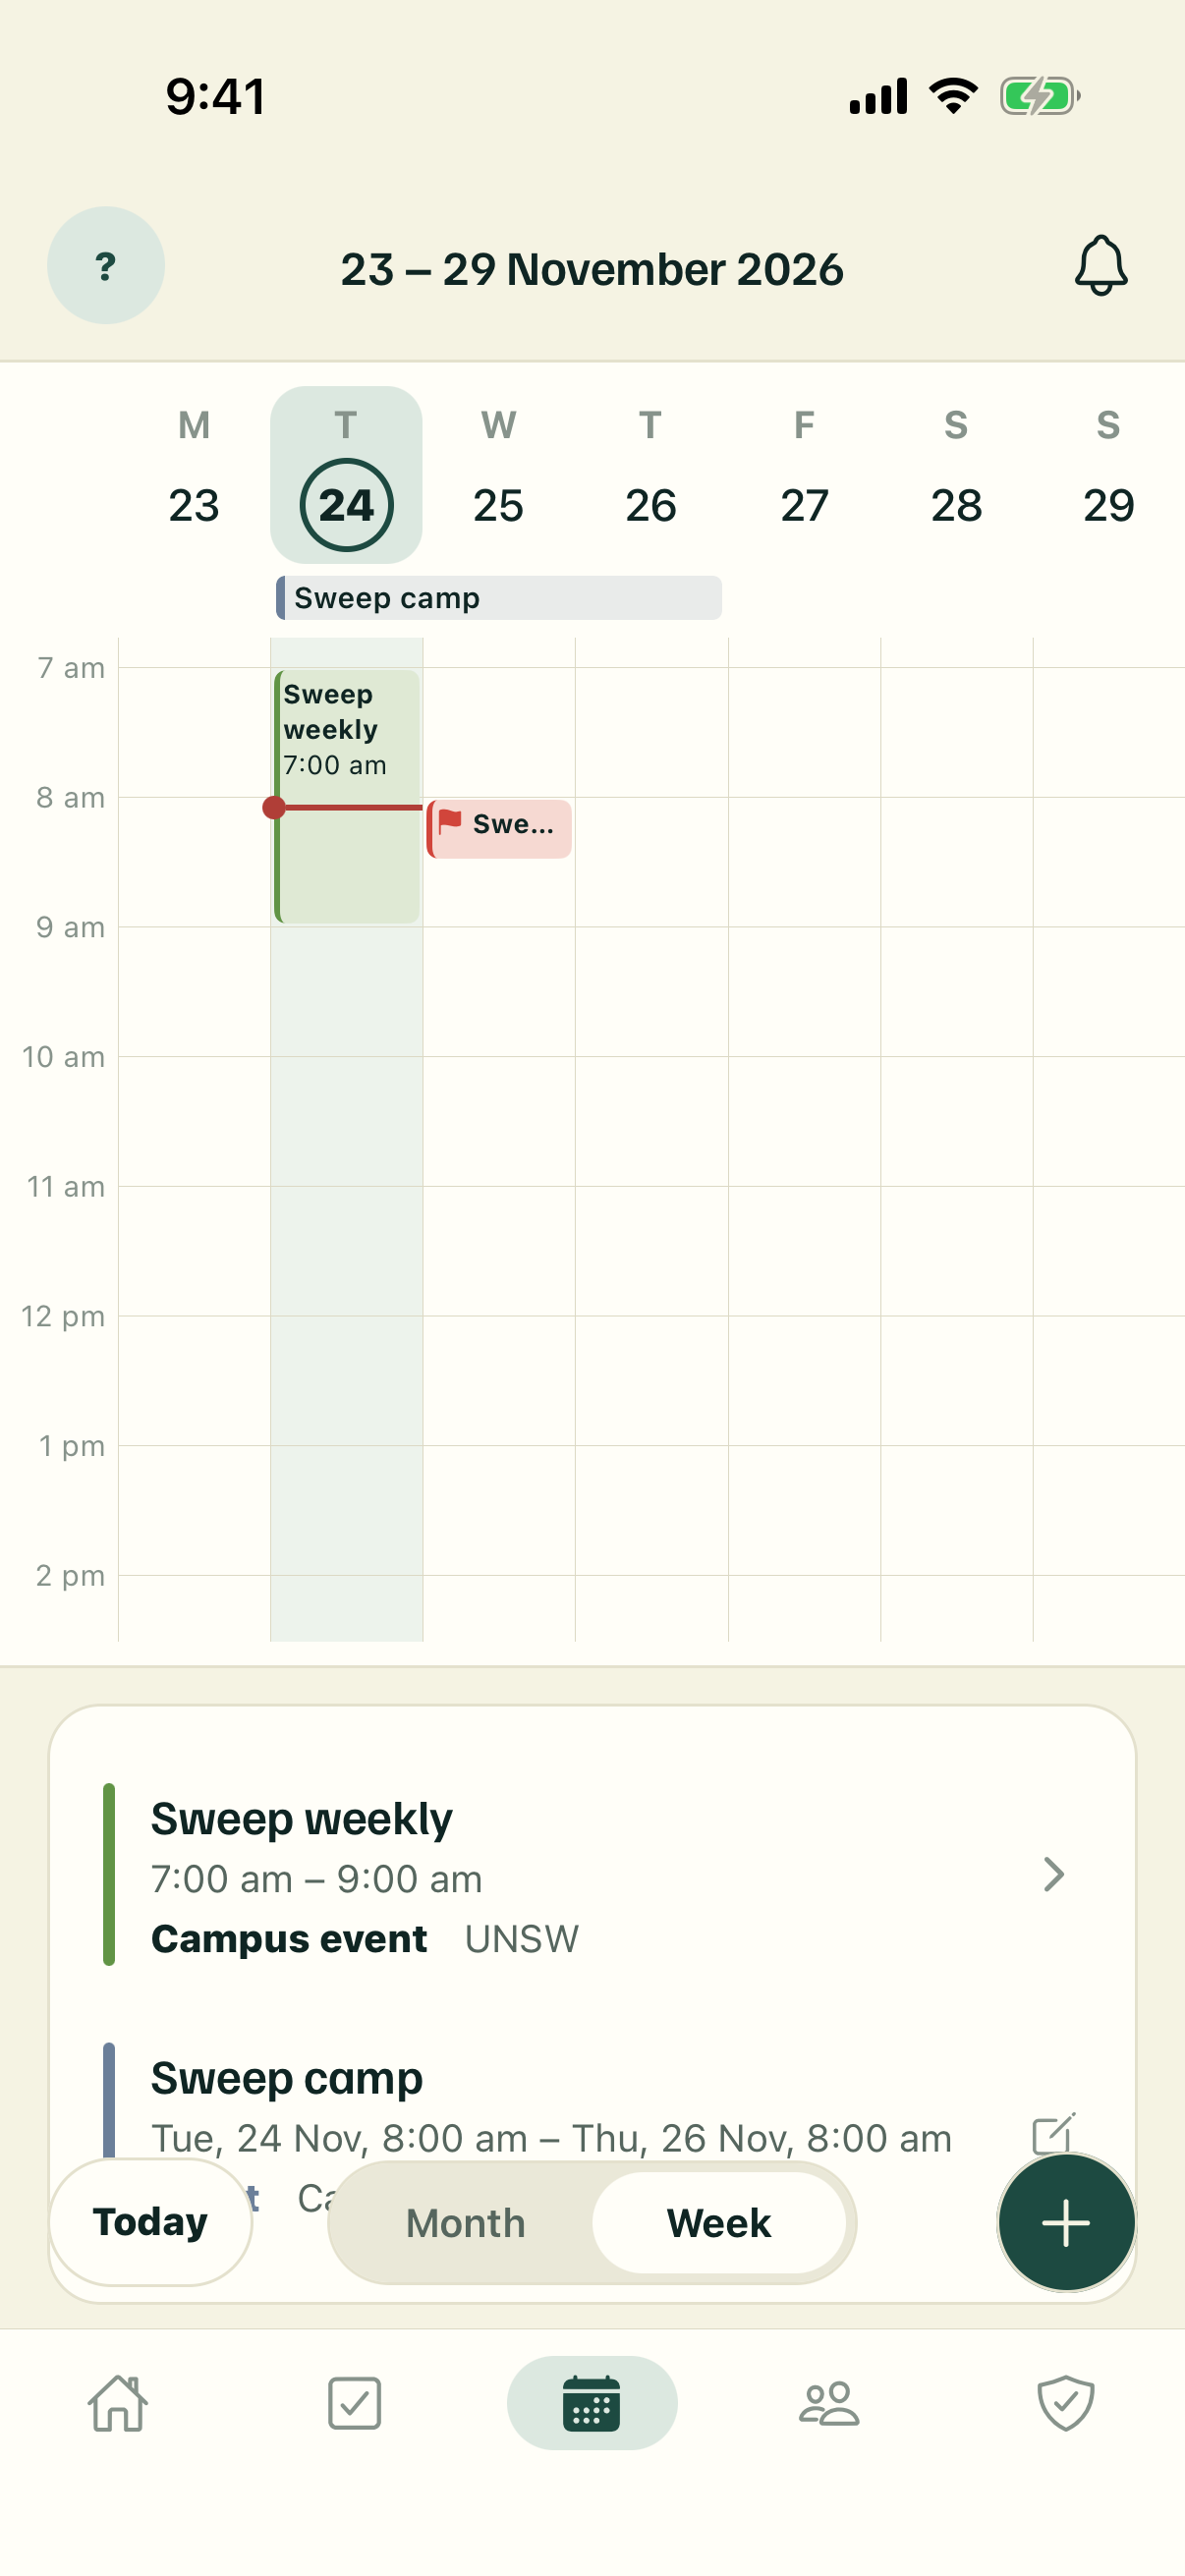 9:41
?
23 – 29 November 2026
M T W T F S S
23 24 25 26 27 28 29
Sweep camp
7 am
Sweep
weekly
7:00 am
8 am
Swe...
9 am
10 am
11 am
12 pm
1 pm
2 pm
Sweep weekly
7:00 am – 9:00 am
Campus event UNSW
Sweep camp
Tue, 24 Nov, 8:00 am – Thu, 26 Nov, 8:00 am
Today
Month
Week